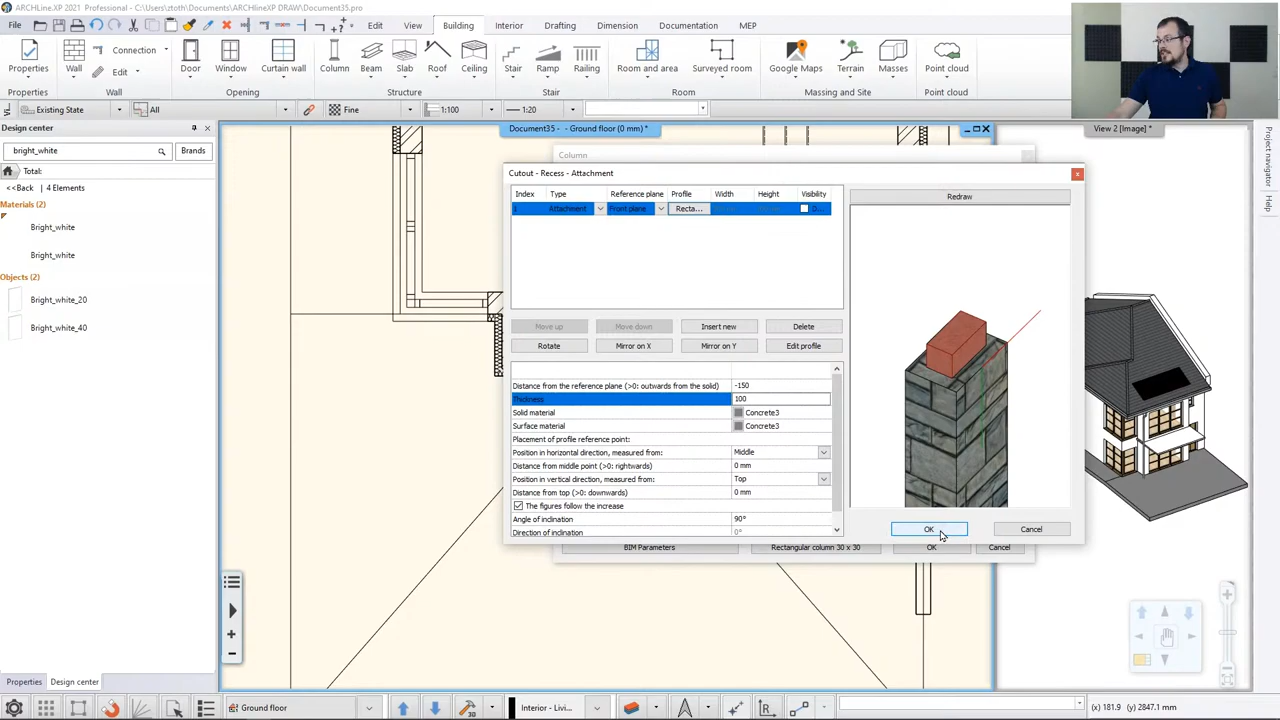 ARCHLine.XP 2021 Professional - C:\Users\ztoth\Documents\ARCHlineXP DRAW\Document35.pro
File
Edit
View
Building
Interior
Drafting
Dimension
Documentation
MEP
Properties
Wall
Connection
Edit
Door
Window
Curtain wall
Column
Beam
Slab
Roof
Ceiling
Stair
Ramp
Railing
Room and area
Surveyed room
Google Maps
Terrain
Masses
Point cloud
Properties
Wall
Opening
Structure
Stair
Room
Massing and Site
Point cloud
Existing State
All
Fine
1:100
1:20
Design center
bright_white
Brands
Total:
<<Back
4 Elements
Materials (2)
Bright_white
Bright_white
Objects (2)
Bright_white_20
Bright_white_40
Document35 - - Ground floor (0 mm) *
View 2 [Image] *
Project navigator
Help
Column
Cutout - Recess - Attachment
Index Type Reference plane Profile Width Height Visibility
1 Attachment Front plane Recta...
Move up
Move down
Insert new
Delete
Rotate
Mirror on X
Mirror on Y
Edit profile
Distance from the reference plane (>0: outwards from the solid) -150
Thickness 100
Solid material Concrete3
Surface material Concrete3
Placement of profile reference point:
Position in horizontal direction, measured from: Middle
Distance from middle point (>0: rightwards) 0 mm
Position in vertical direction, measured from: Top
Distance from top (>0: downwards) 0 mm
The figures follow the increase
Angle of inclination 90°
Direction of inclination 0°
Redraw
OK
Cancel
BIM Parameters
Rectangular column 30 x 30
OK
Cancel
Properties
Design center
Ground floor
Interior - Livi...
(x) 181.9 (y) 2847.1 mm